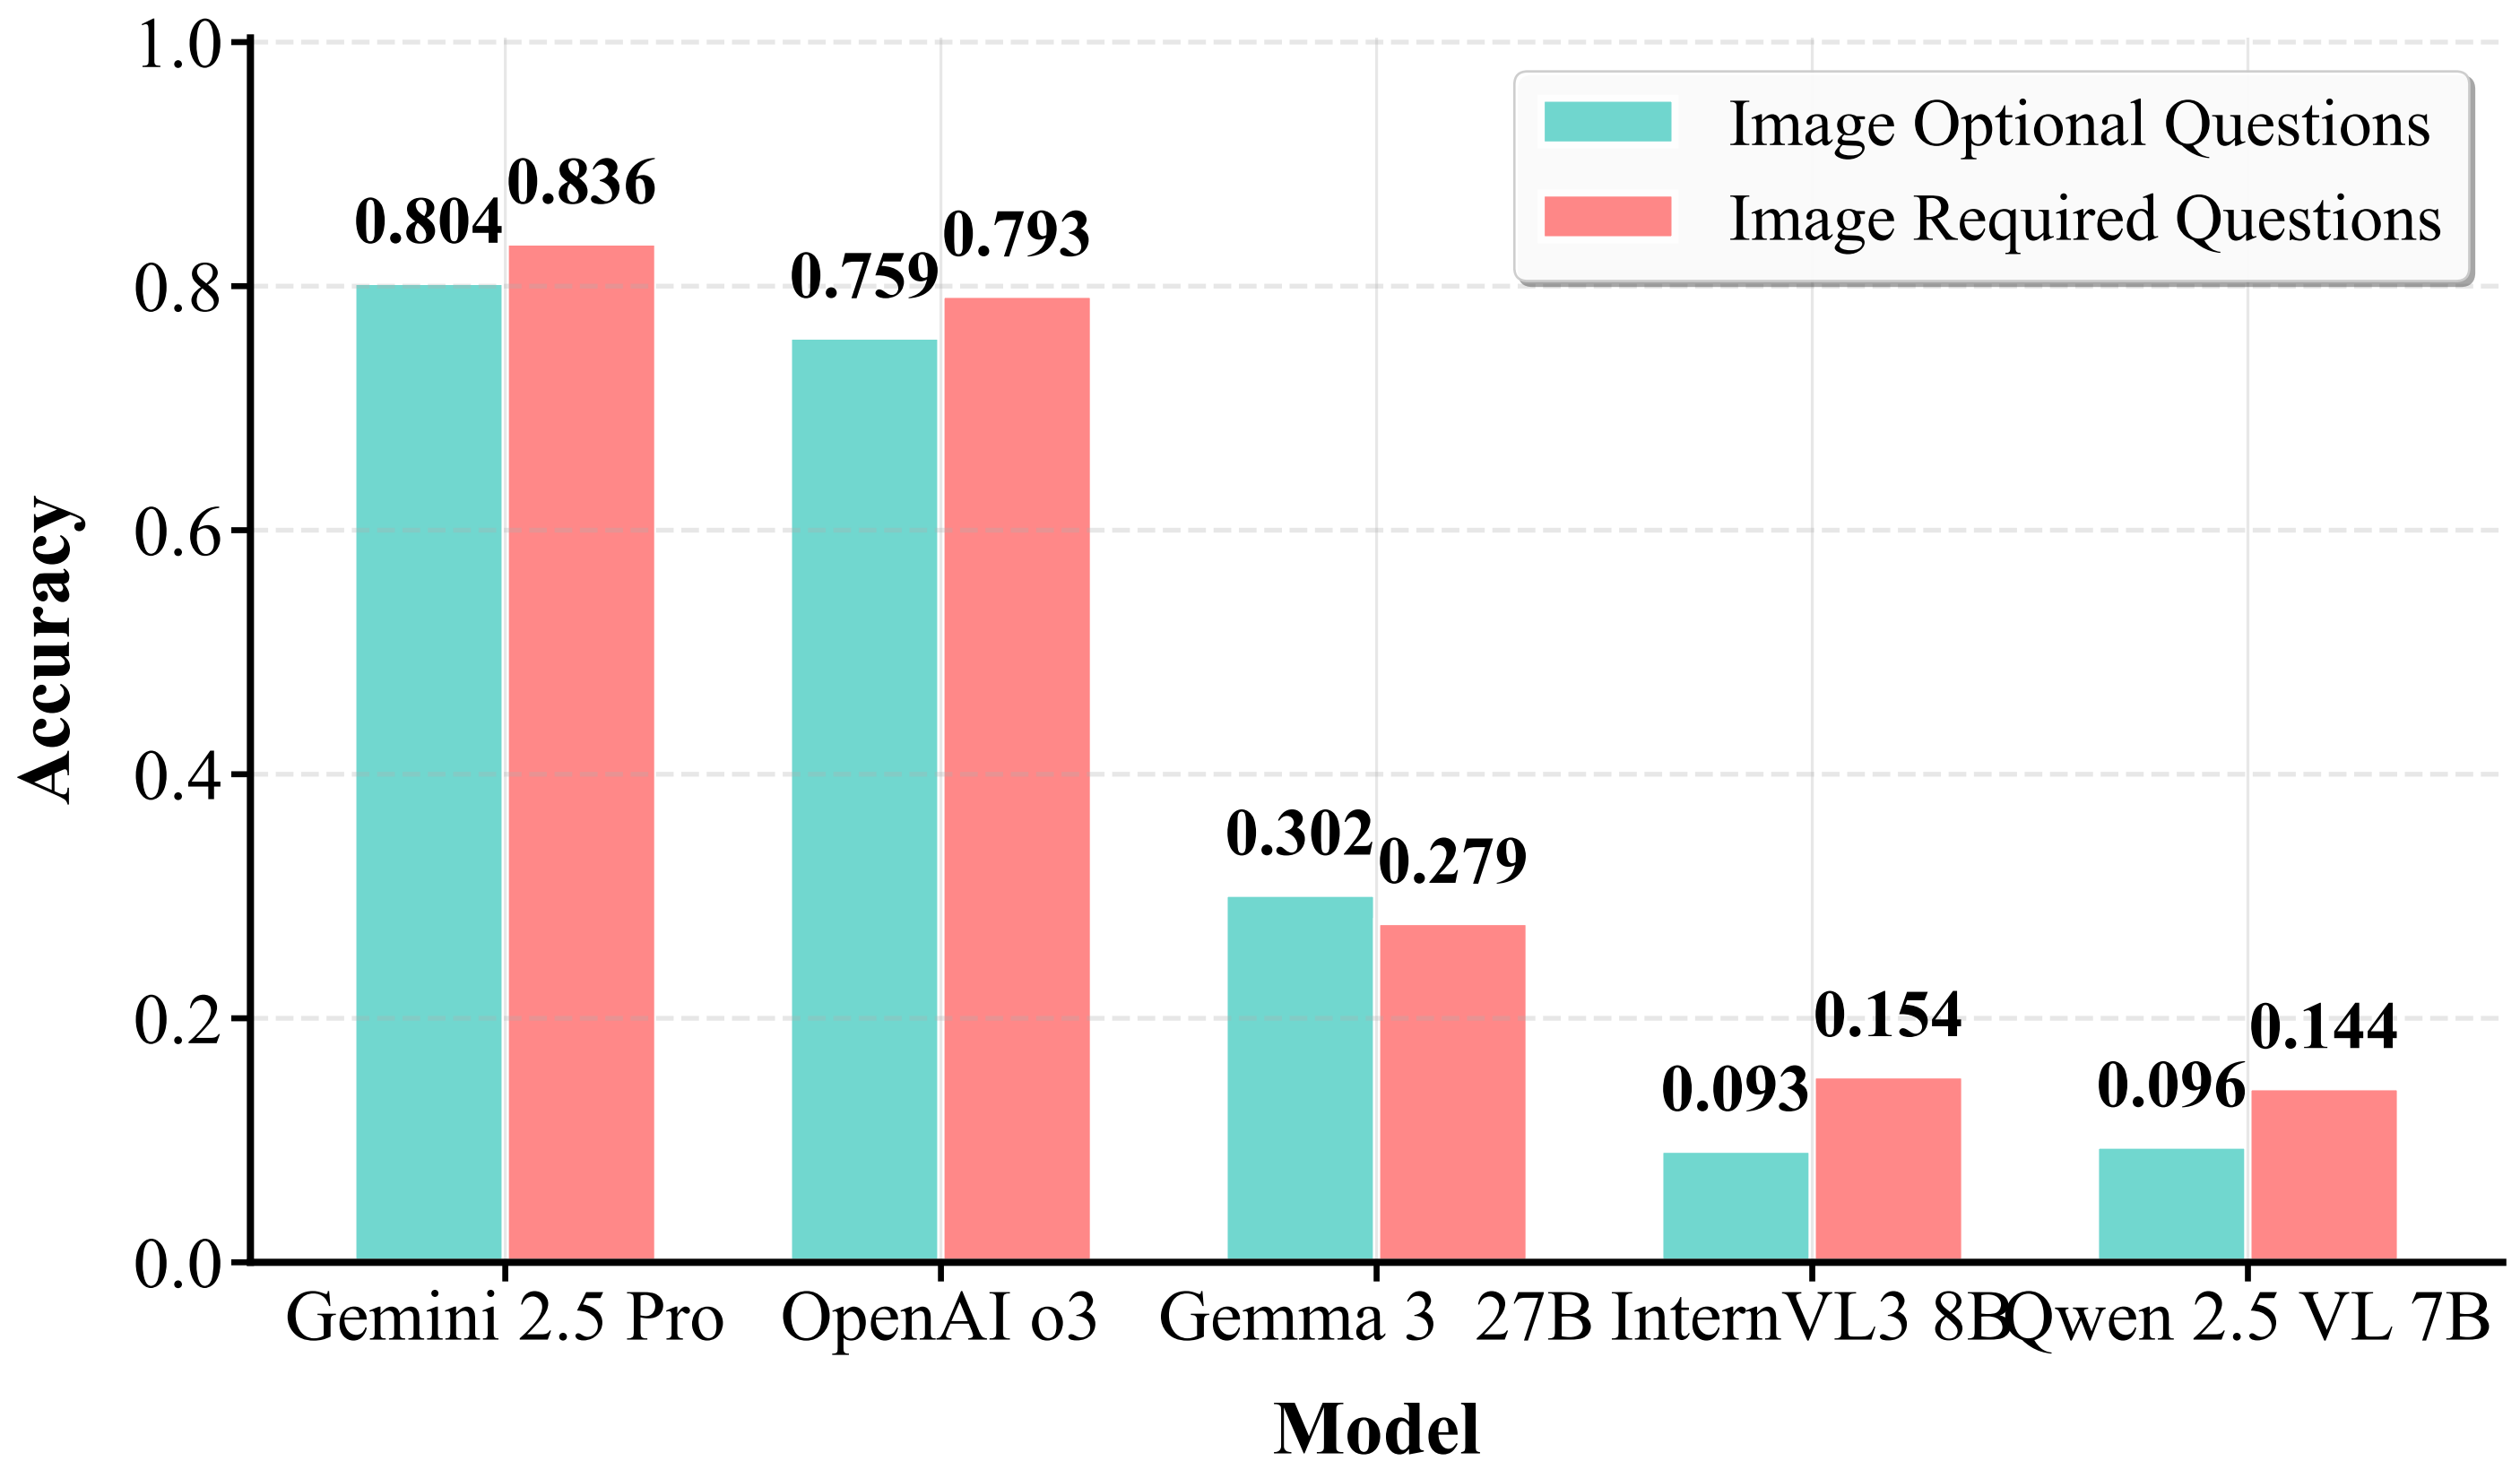 Accuracy
1.0
0.8
0.6
0.4
0.2
0.0
Image Optional Questions
Image Required Questions
0.804
0.836
0.759
0.793
0.302
0.279
0.093
0.154
0.096
0.144
Gemini 2.5 Pro
OpenAI o3
Gemma 3 27B
InternVL3 8B
Qwen 2.5 VL 7B
Model